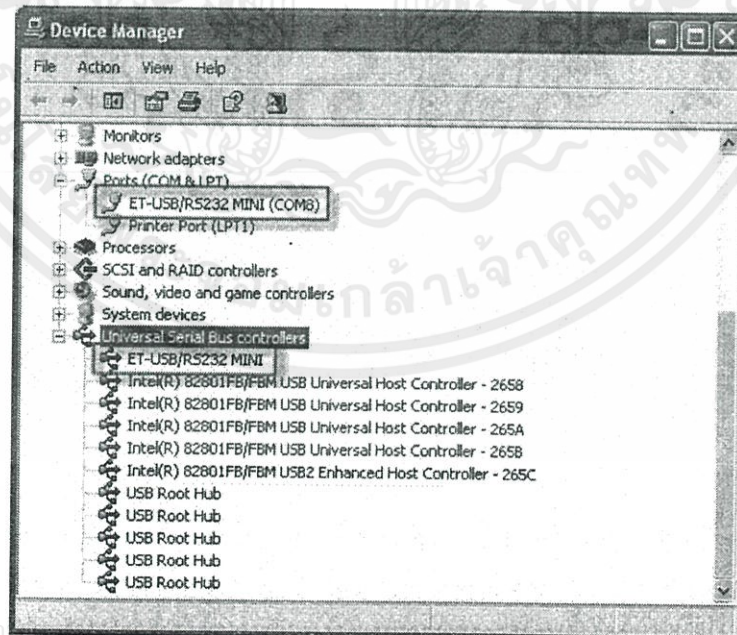 Device Manager
File Action View Help
Monitors
Network adapters
Ports (COM & LPT)
ET-USB/RS232 MINI (COM8)
Printer Port (LPT1)
Processors
SCSI and RAID controllers
Sound, video and game controllers
System devices
Universal Serial Bus controllers
ET-USB/RS232 MINI
Intel(R) 82801FB/FBM USB Universal Host Controller - 2658
Intel(R) 82801FB/FBM USB Universal Host Controller - 2659
Intel(R) 82801FB/FBM USB Universal Host Controller - 265A
Intel(R) 82801FB/FBM USB Universal Host Controller - 265B
Intel(R) 82801FB/FBM USB2 Enhanced Host Controller - 265C
USB Root Hub
USB Root Hub
USB Root Hub
USB Root Hub
USB Root Hub